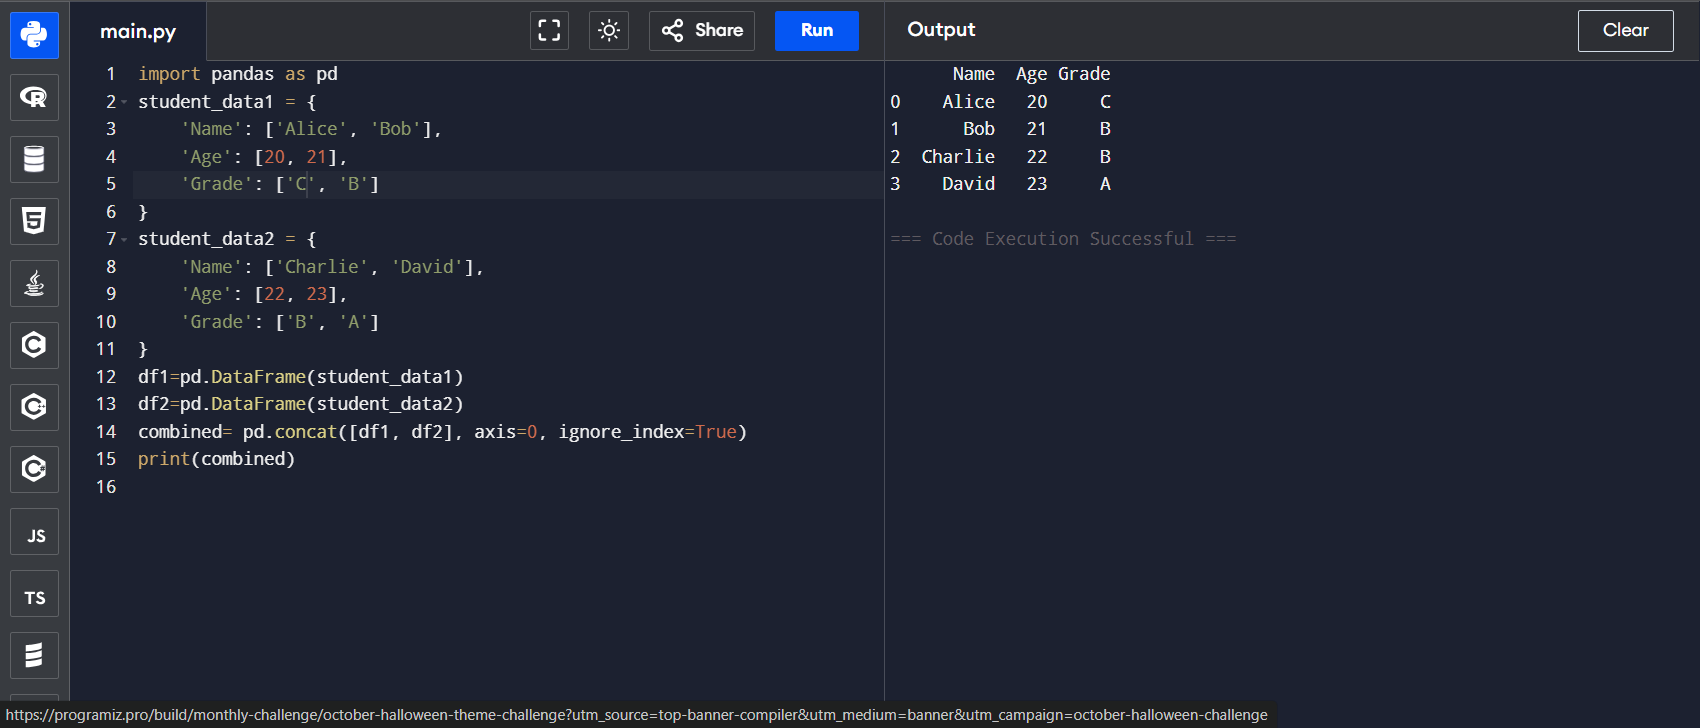 main.py
Share
Run
Output
Clear
1 import pandas as pd
2 student_data1 = {
3     'Name': ['Alice', 'Bob'],
4     'Age': [20, 21],
5     'Grade': ['C', 'B']
6 }
7 student_data2 = {
8     'Name': ['Charlie', 'David'],
9     'Age': [22, 23],
10     'Grade': ['B', 'A']
11 }
12 df1=pd.DataFrame(student_data1)
13 df2=pd.DataFrame(student_data2)
14 combined= pd.concat([df1, df2], axis=0, ignore_index=True)
15 print(combined)
16
      Name  Age Grade
0    Alice   20     C
1      Bob   21     B
2  Charlie   22     B
3    David   23     A
=== Code Execution Successful ===
R
5
C
C++
C#
JS
TS
https://programiz.pro/build/monthly-challenge/october-halloween-theme-challenge?utm_source=top-banner-compiler&utm_medium=banner&utm_campaign=october-halloween-challenge